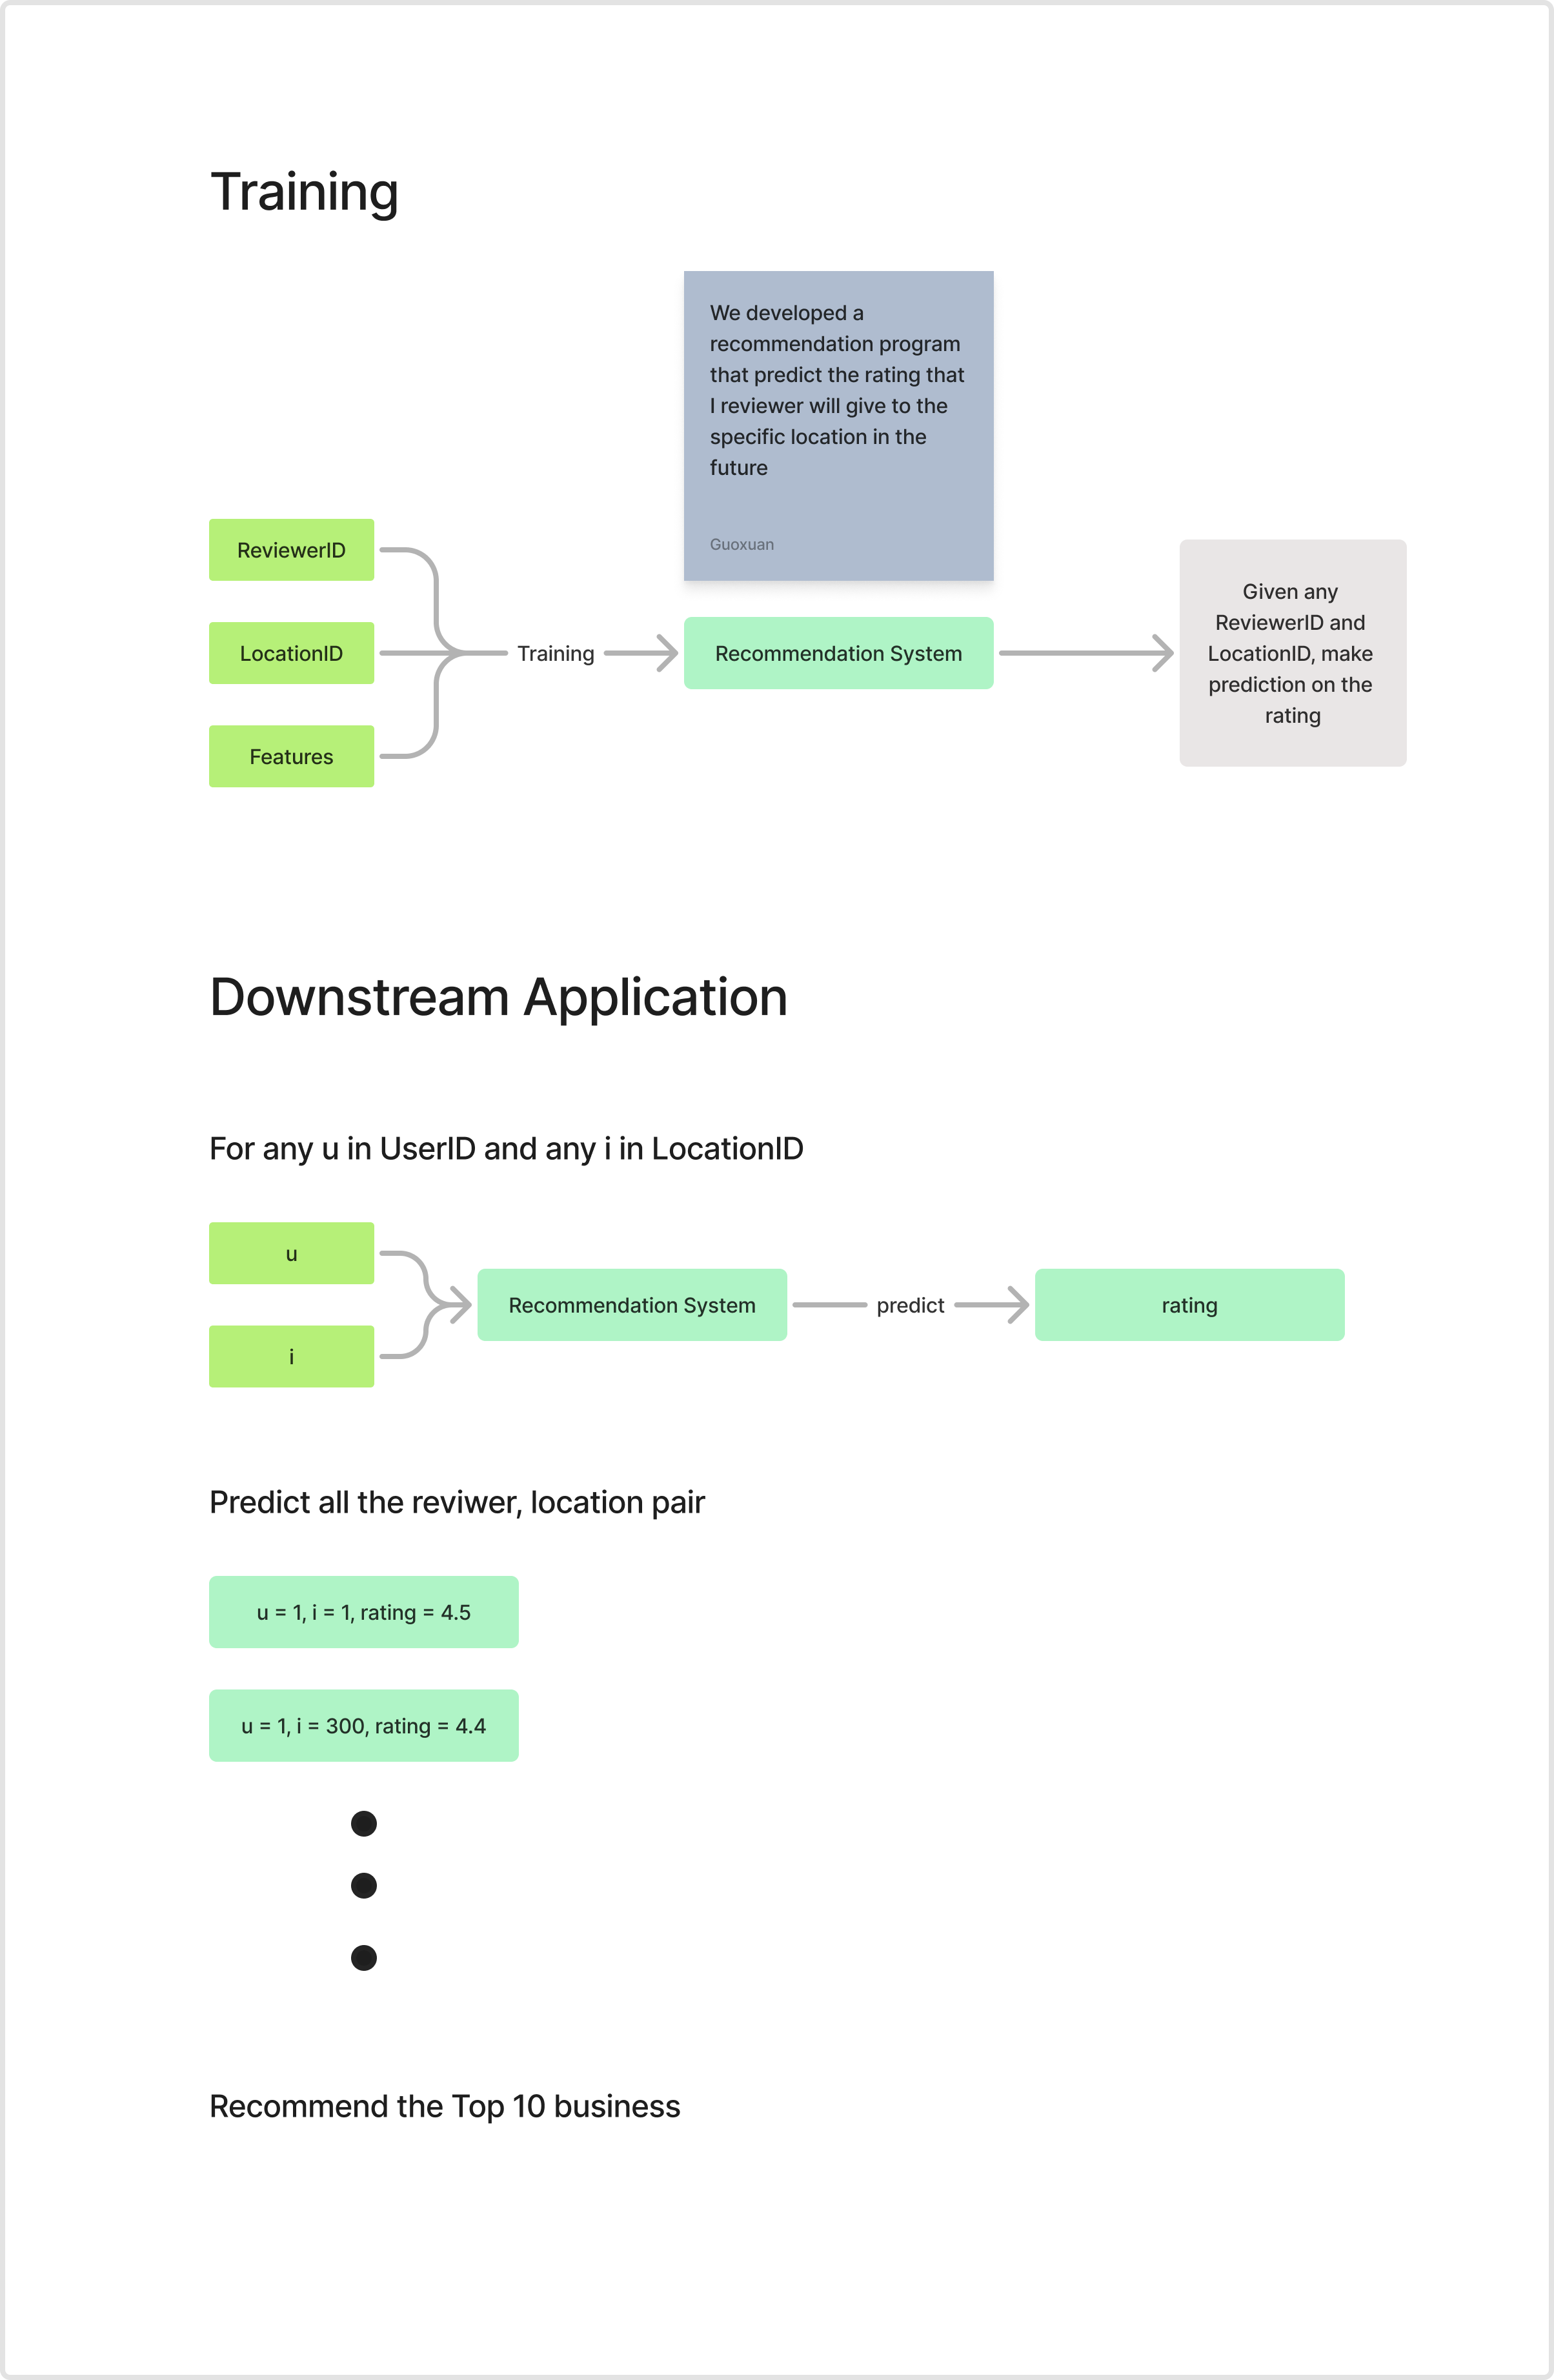 Training
We developed a
recommendation program
that predict the rating that
I reviewer will give to the
specific location in the
future
Guoxuan
ReviewerID
LocationID
Features
Training
Recommendation System
Given any
ReviewerID and
LocationID, make
prediction on the
rating
Downstream Application
For any u in UserID and any i in LocationID
u
i
Recommendation System
predict
rating
Predict all the reviwer, location pair
u = 1, i = 1, rating = 4.5
u = 1, i = 300, rating = 4.4
Recommend the Top 10 business